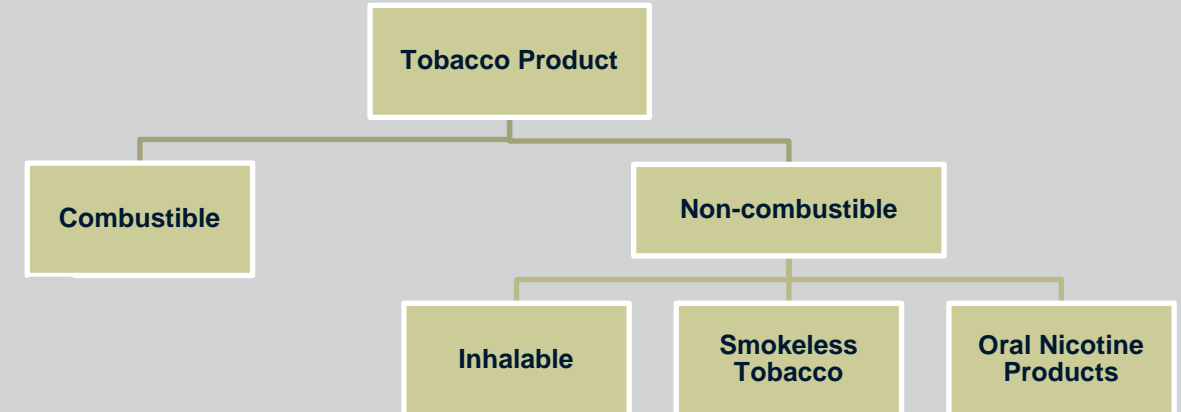 Tobacco Product
Combustible
Non-combustible
Inhalable
Smokeless
Tobacco
Oral Nicotine
Products